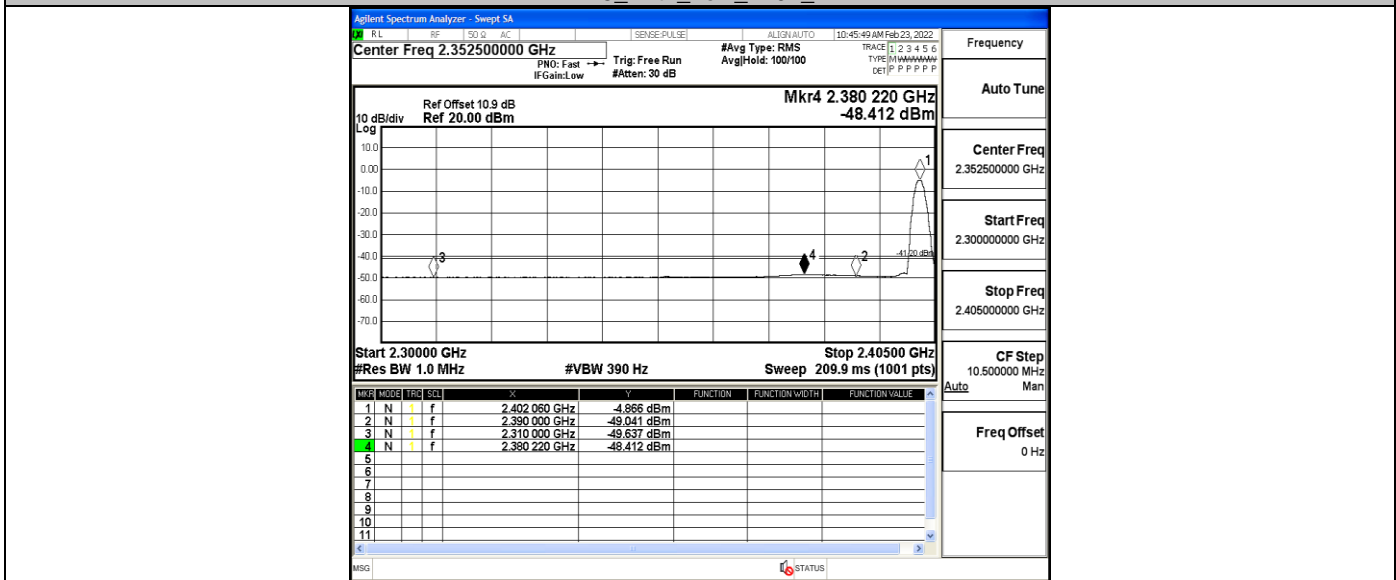 Agilent Spectrum Analyzer - Swept SA
RL RF 50 Ω AC SENSE:PULSE ALIGNAUTO 10:45:49 AM Feb 23, 2022
Center Freq 2.352500000 GHz
PNO: Fast
IFGain:Low
Trig: Free Run
#Atten: 30 dB
#Avg Type: RMS
Avg|Hold: 100/100
TRACE 1 2 3 4 5 6
TYPE M
DET P P P P P P
Mkr4 2.380 220 GHz
-48.412 dBm
Ref Offset 10.9 dB
10 dB/div Ref 20.00 dBm
Log
10.0
0.00
-10.0
-20.0
-30.0
-40.0
-50.0
-60.0
-70.0
1
2
3
4
-41.20 dBm
Start 2.30000 GHz Stop 2.40500 GHz
#Res BW 1.0 MHz #VBW 390 Hz Sweep 209.9 ms (1001 pts)
MKR MODE TRC SCL X Y FUNCTION FUNCTION WIDTH FUNCTION VALUE
1 N 1 f 2.402 060 GHz -4.866 dBm
2 N 1 f 2.390 000 GHz -49.041 dBm
3 N 1 f 2.310 000 GHz -49.637 dBm
4 N 1 f 2.380 220 GHz -48.412 dBm
5
6
7
8
9
10
11
MSG STATUS
Frequency
Auto Tune
Center Freq
2.352500000 GHz
Start Freq
2.300000000 GHz
Stop Freq
2.405000000 GHz
CF Step
10.500000 MHz
Auto Man
Freq Offset
0 Hz